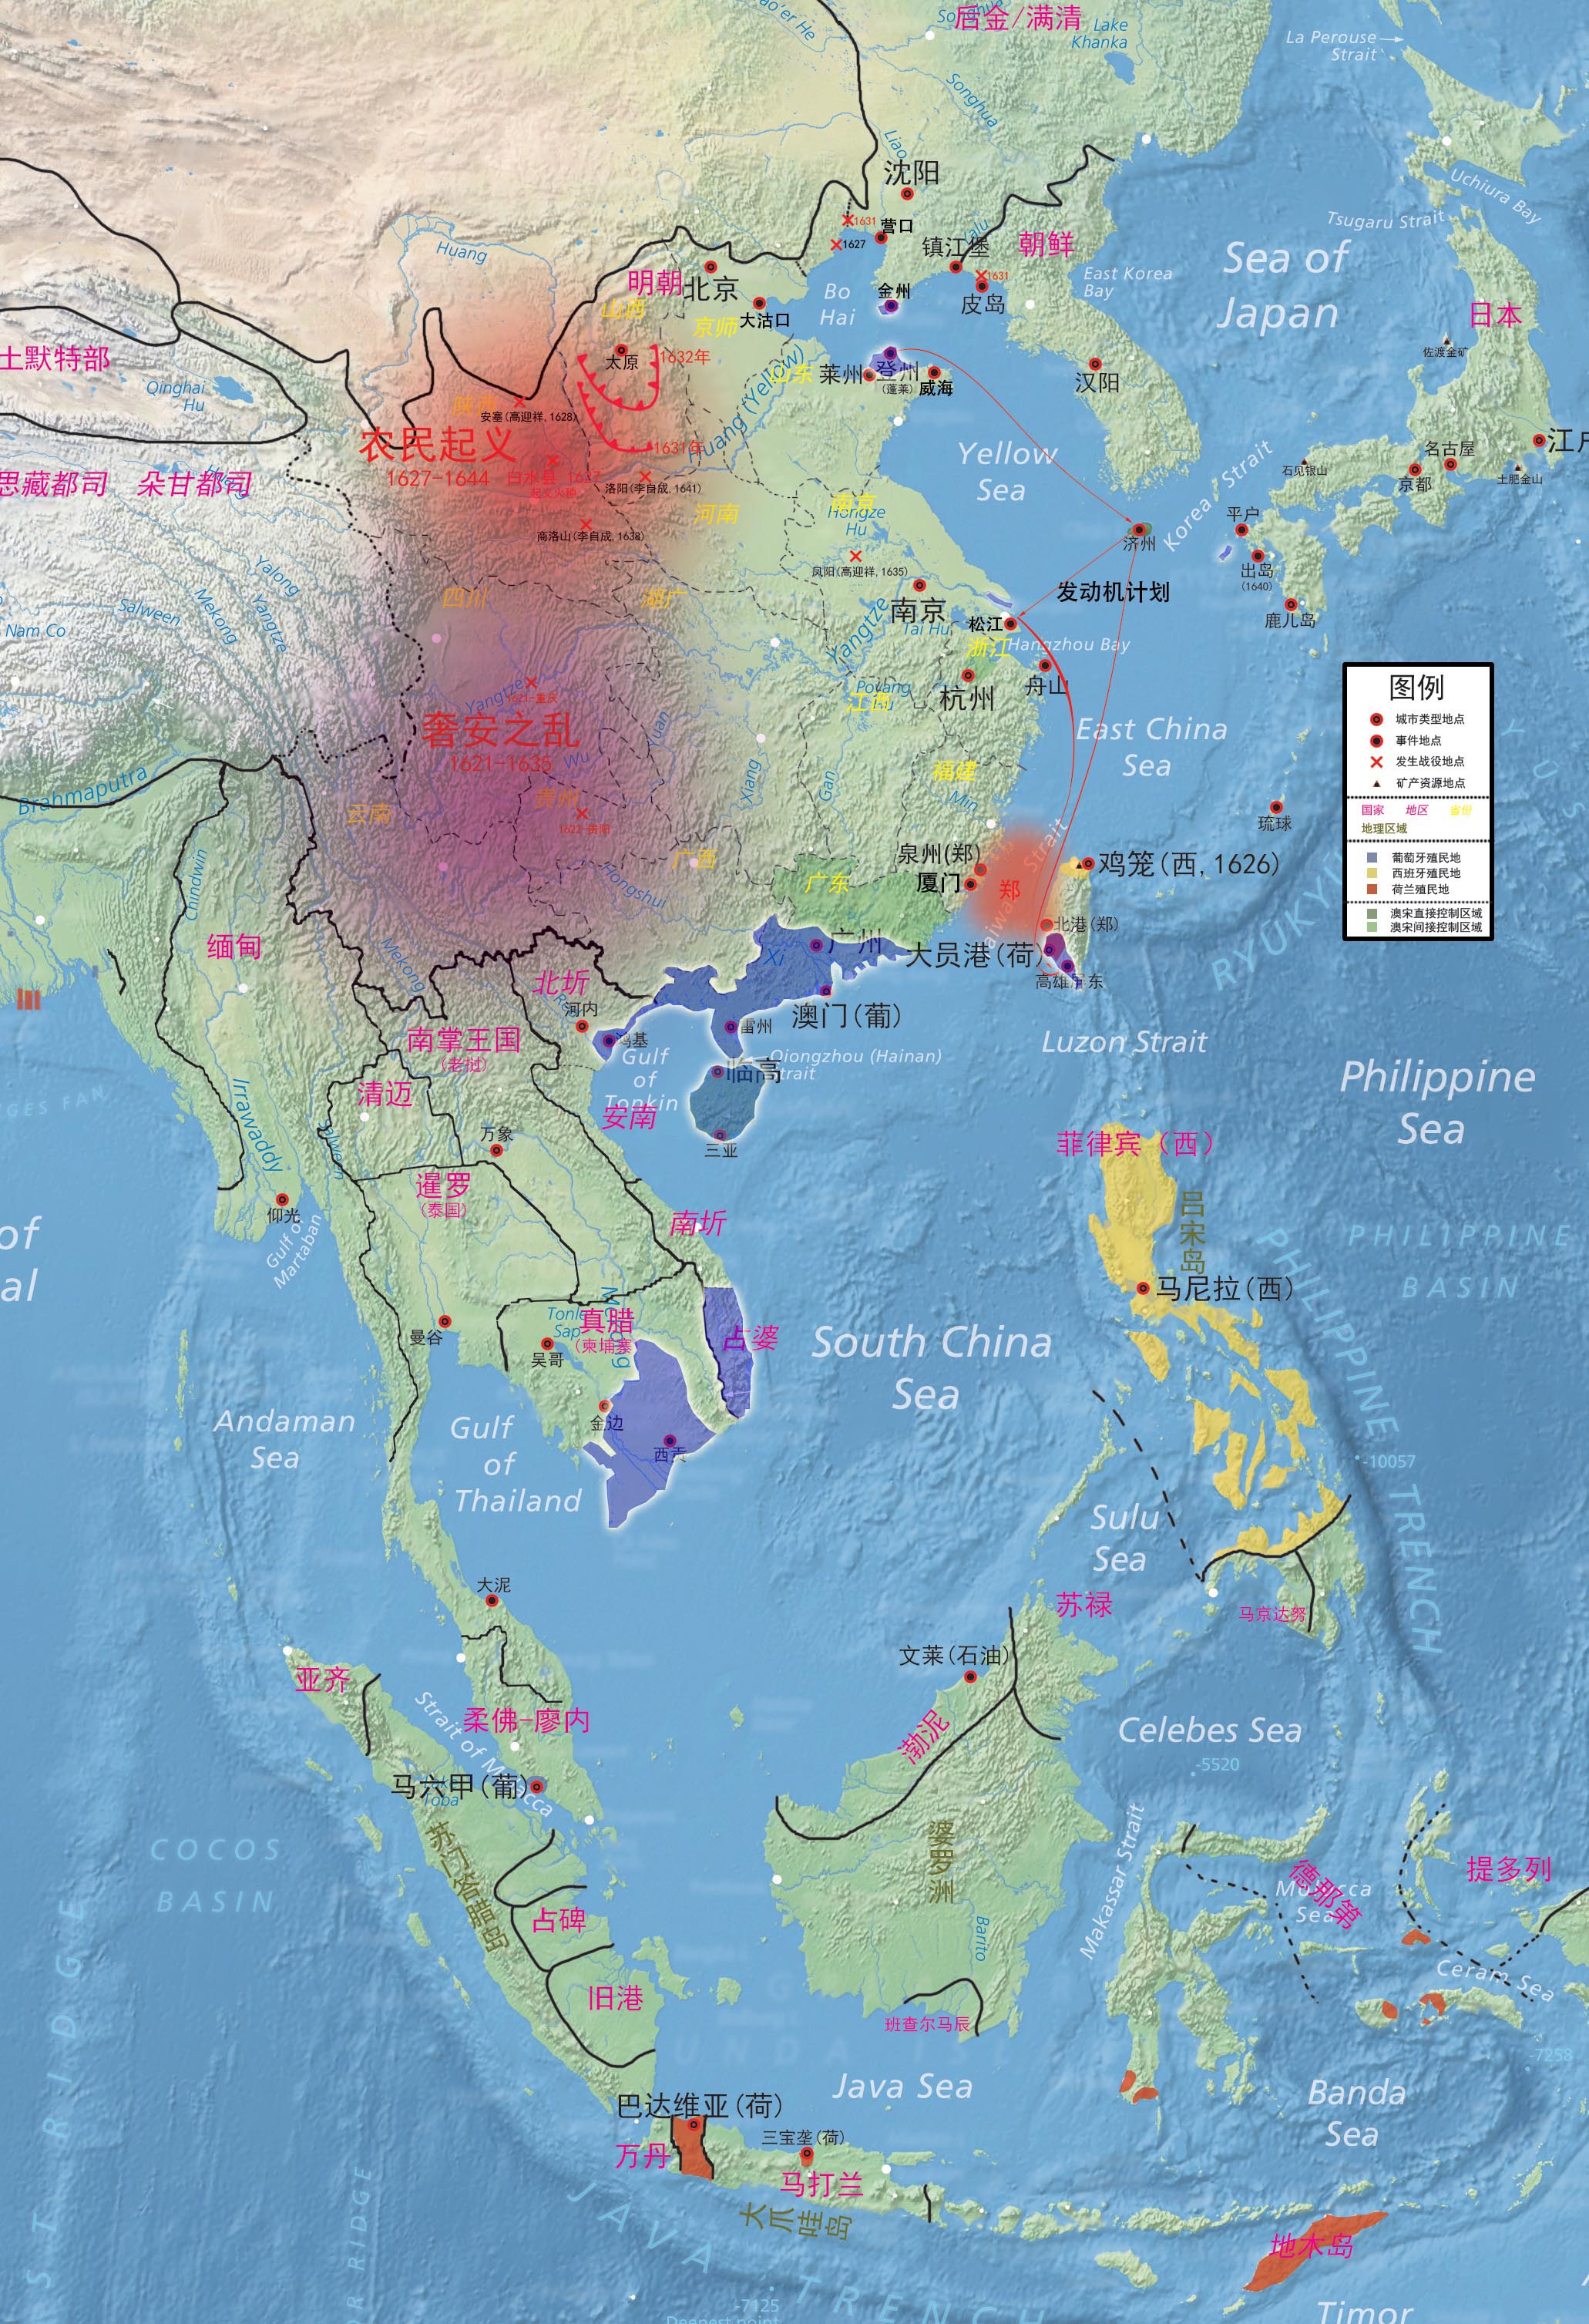 后金/满清
Lake
Khanka
La Perouse
Strait
Songhua
Liao
沈阳
Uchiura Bay
Tsugaru Strait
1631
营口
1627
Huang
镇江堡
朝鲜
Sea of
Japan
East Korea
Bay
1631
皮岛
明朝
北京
山西
京师
大沽口
Bo
Hai
金州
日本
佐渡金矿
土默特部
太原
1632年
山东
莱州
登州
(蓬莱)
威海
汉阳
Qinghai
Hu
陕西
安塞(高迎祥,1628)
农民起义
1627-1644
白水县 1627
起义火种
1631年
Huang (Yellow)
Yellow
Sea
洛阳(李自成,1641)
河南
商洛山(李自成,1638)
思藏都司
朵甘都司
南京
Hongze
Hu
凤阳(高迎祥,1635)
南京
Korea Strait
济州
石见银山
名古屋
京都
土肥金山
平户
出岛
(1640)
鹿儿岛
发动机计划
Yalong
Salween
Mekong
Yangtze
Nam Co
四川
湖广
Yangtze
Tai Hu
松江
浙江
Hangzhou Bay
杭州
舟山
Poyang
江西
Yangtze
1621-重庆
奢安之乱
1621-1635
Wu
Yuan
贵州
1622-贵阳
云南
广西
Xiang
Gan
福建
Min
East China
Sea
琉球
图例
城市类型地点
事件地点
发生战役地点
矿产资源地点
国家
地区
省份
地理区域
葡萄牙殖民地
西班牙殖民地
荷兰殖民地
澳宋直接控制区域
澳宋间接控制区域
Brahmaputra
Chindwin
Hongshui
广东
泉州(郑)
厦门
郑
鸡笼(西,1626)
北港(郑)
大员港(荷)
高雄屏东
缅甸
Mekong
北圻
河内
鸿基
Xi
广州
澳门(葡)
雷州
Qiongzhou (Hainan)
Strait
临高
三亚
Luzon Strait
Philippine
Sea
南掌王国
(老挝)
清迈
Gulf
of
Tonkin
安南
万象
Irrawaddy
Salween
暹罗
(泰国)
仰光
Gulf of
Martaban
南圻
菲律宾(西)
吕宋岛
马尼拉(西)
PHILIPPINE
BASIN
PHILIPPINE TRENCH
of
al
Tonle
Sap
真腊
(柬埔寨
Mekong
曼谷
吴哥
占婆
South China
Sea
Andaman
Sea
Gulf
of
Thailand
金边
西贡
-10057
Sulu
Sea
大泥
苏禄
马京达努
文莱(石油)
渤泥
亚齐
Strait of Malacca
柔佛-廖内
马六甲(葡)
Toba
Celebes Sea
-5520
COCOS
BASIN
苏门答腊岛
婆罗洲
Makassar Strait
德那第
提多列
占碑
Barito
旧港
班查尔马辰
Ceram Sea
-7258
Java Sea
Banda
Sea
巴达维亚(荷)
万丹
三宝垄(荷)
马打兰
大爪哇岛
JAVA TRENCH
地木岛
-7125
Deepest point
Timor